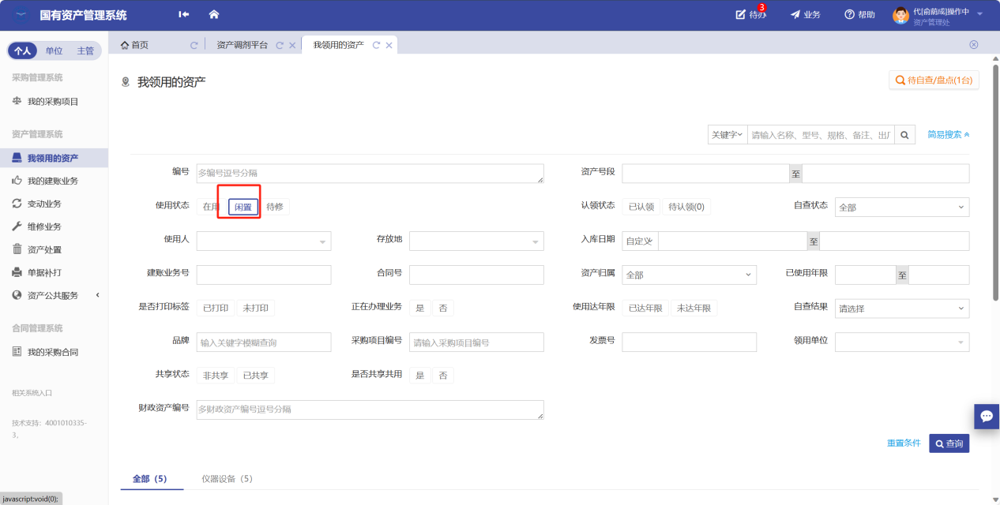 国有资产管理系统
3
待办
业务
帮助
代[俞荫成]操作中
资产管理处
个人 单位 主管
首页
资产调剂平台
我领用的资产
采购管理系统
我的采购项目
资产管理系统
我领用的资产
我的建账业务
变动业务
维修业务
资产处置
单据补打
资产公共服务
合同管理系统
我的采购合同
相关系统入口
技术支持：4001010335-
3,
javascript:void(0);
我领用的资产
待自查/盘点(1台)
关键字 请输入名称、型号、规格、备注、出厂 简易搜索
编号 多编号逗号分隔 资产号段 至
使用状态 在用 闲置 待修 认领状态 已认领 待认领(0) 自查状态 全部
使用人 存放地 入库日期 自定义 至
建账业务号 合同号 资产归属 全部 已使用年限 至
是否打印标签 已打印 未打印 正在办理业务 是 否 使用达年限 已达年限 未达年限 自查结果 请选择
品牌 输入关键字模糊查询 采购项目编号 请输入采购项目编号 发票号 领用单位
共享状态 非共享 已共享 是否共享共用 是 否
财政资产编号 多财政资产编号逗号分隔
重置条件 查询
全部（5） 仪器设备（5）